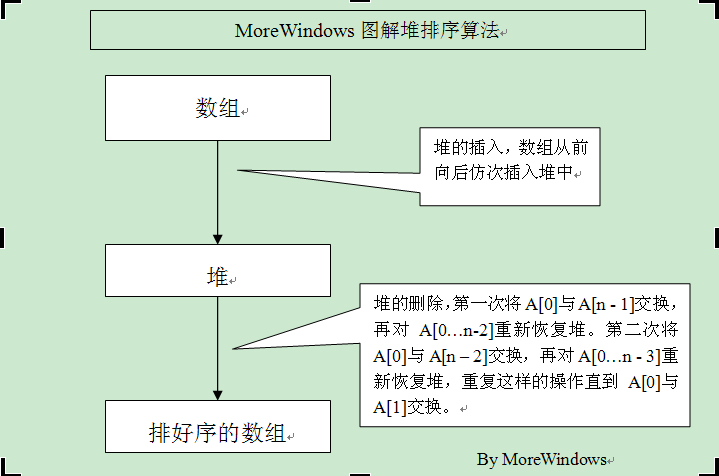 MoreWindows 图解堆排序算法
数组
堆的插入，数组从前
向后仿次插入堆中
堆
堆的删除，第一次将 A[0]与 A[n - 1]交换，
再对 A[0…n-2]重新恢复堆。第二次将
A[0]与 A[n – 2]交换，再对 A[0…n - 3]重
新恢复堆，重复这样的操作直到 A[0]与
A[1]交换。
排好序的数组
By MoreWindows